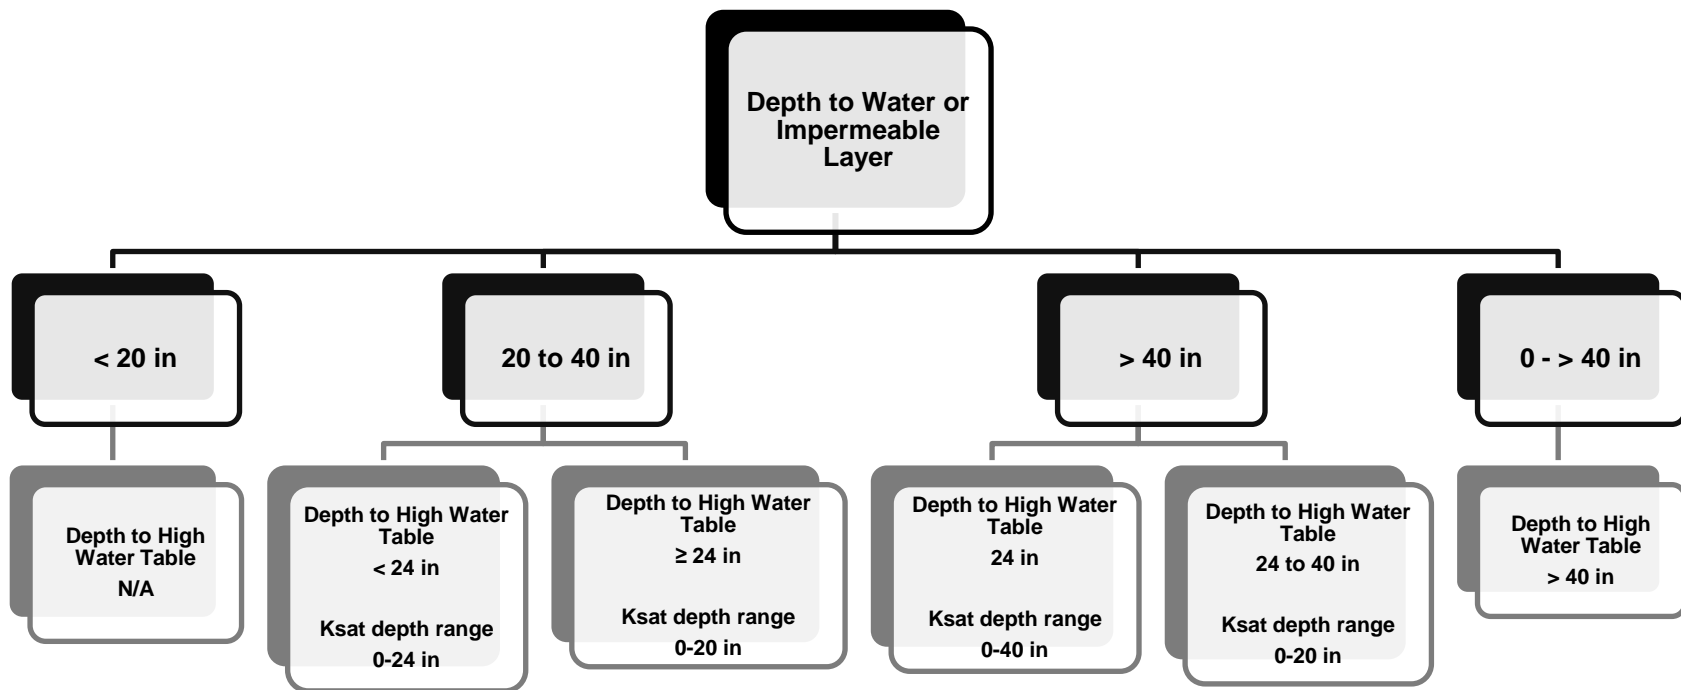 Depth to Water or
Impermeable
Layer
< 20 in
20 to 40 in
> 40 in
0 - > 40 in
Depth to High
Water Table
N/A
Depth to High Water
Table
< 24 in
Ksat depth range
0-24 in
Depth to High Water
Table
≥ 24 in
Ksat depth range
0-20 in
Depth to High Water
Table
24 in
Ksat depth range
0-40 in
Depth to High Water
Table
24 to 40 in
Ksat depth range
0-20 in
Depth to High
Water Table
> 40 in